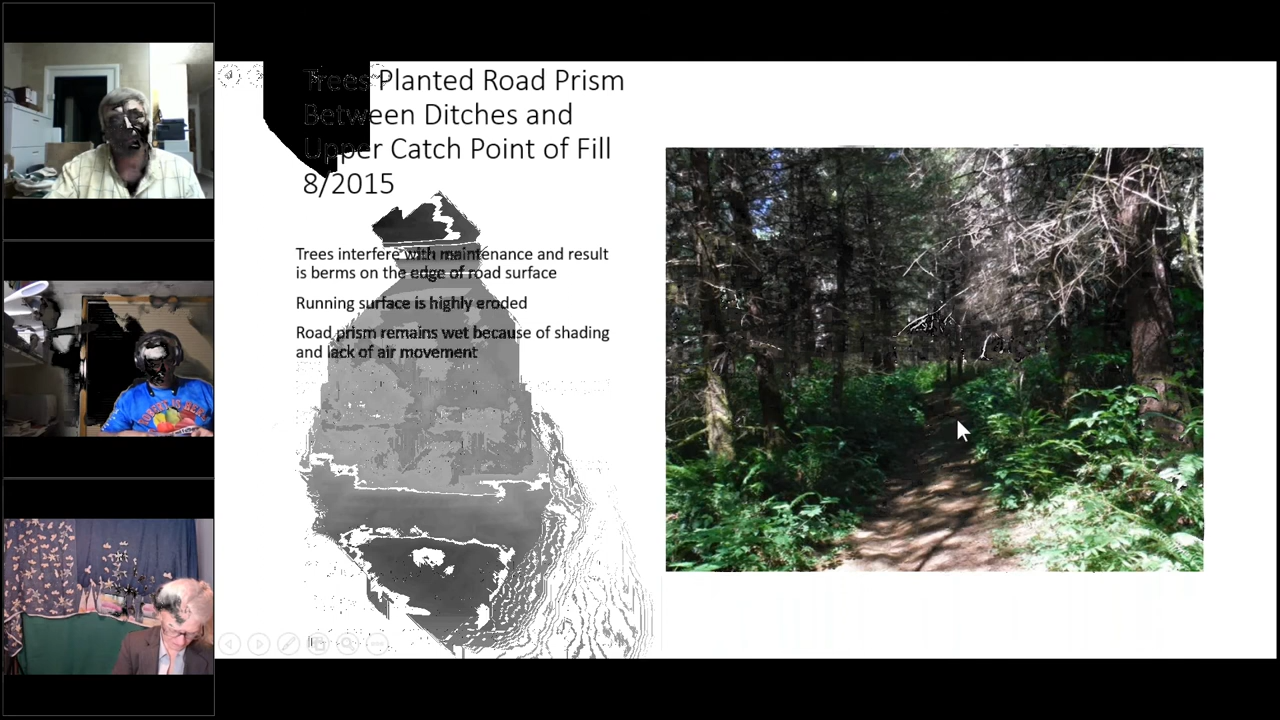 Trees Planted Road Prism
Between Ditches and
Upper Catch Point of Fill
8/2015
Trees interfere with maintenance and result
is berms on the edge of road surface
Running surface is highly eroded
Road prism remains wet because of shading
and lack of air movement